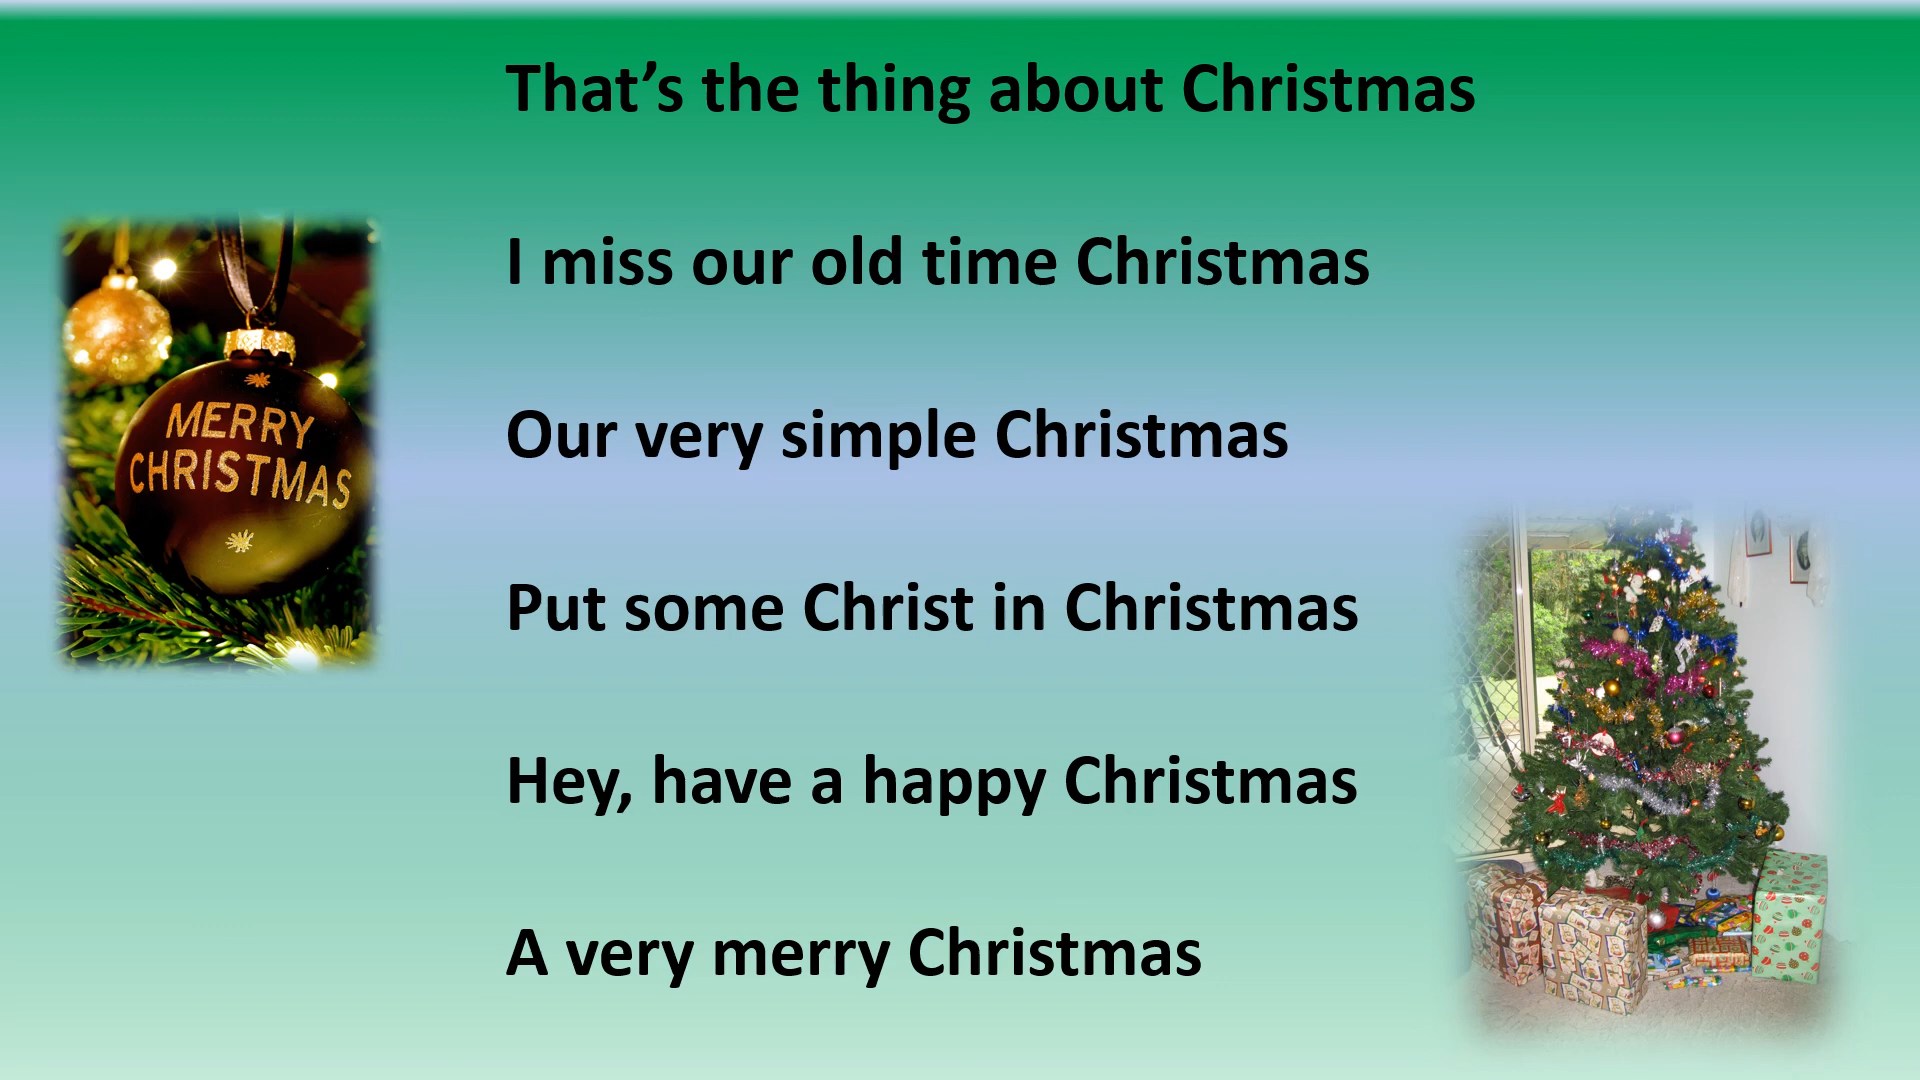 That’s the thing about Christmas
I miss our old time Christmas
Our very simple Christmas
Put some Christ in Christmas
Hey, have a happy Christmas
A very merry Christmas
MERRY
CHRISTMAS